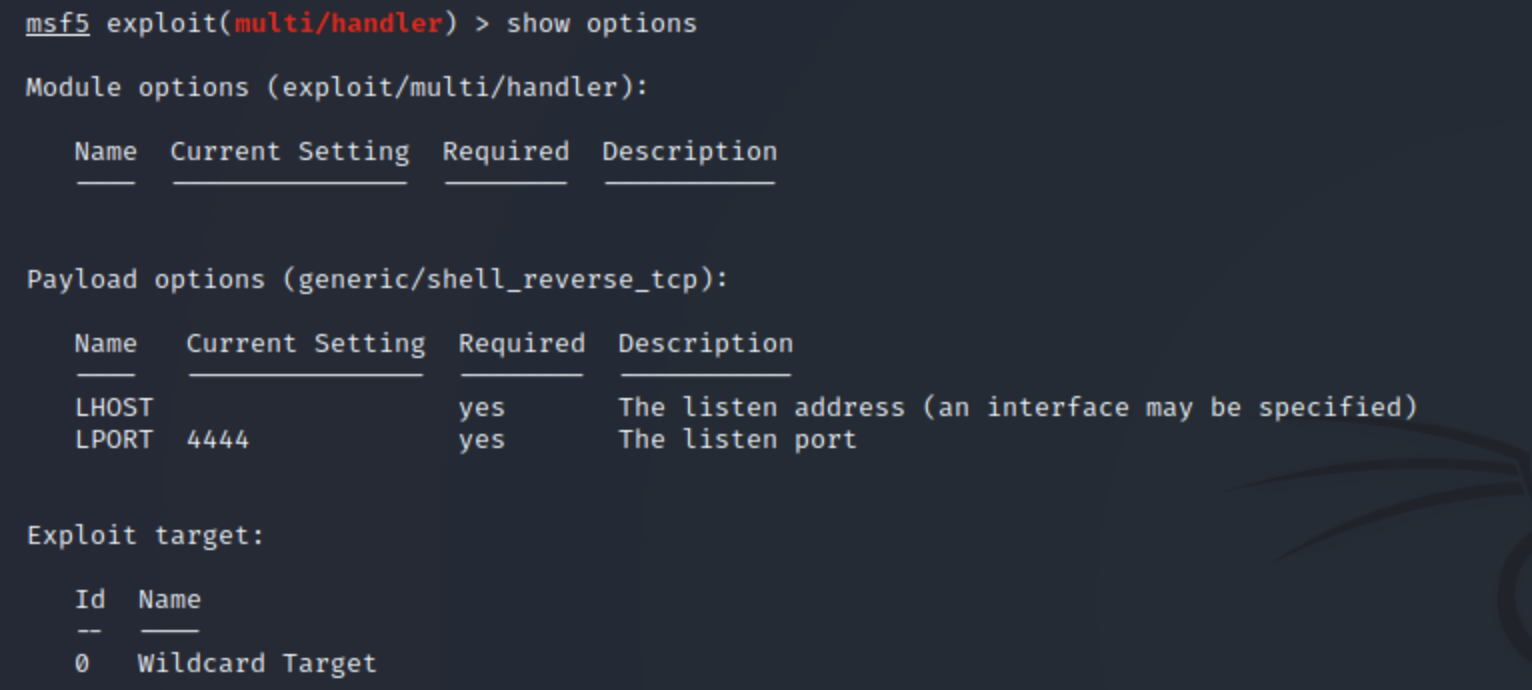 msf5 exploit(multi/handler) > show options
Module options (exploit/multi/handler):
Name Current Setting Required Description
Payload options (generic/shell_reverse_tcp):
Name Current Setting Required Description
LHOST yes The listen address (an interface may be specified)
LPORT 4444 yes The listen port
Exploit target:
Id Name
-- ----
0 Wildcard Target